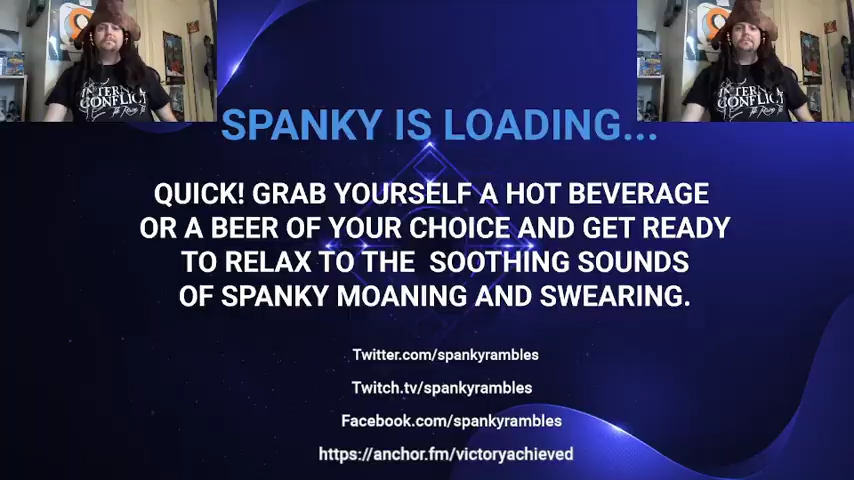 SPANKY IS LOADING...
QUICK! GRAB YOURSELF A HOT BEVERAGE
OR A BEER OF YOUR CHOICE AND GET READY
TO RELAX TO THE SOOTHING SOUNDS
OF SPANKY MOANING AND SWEARING.
Twitter.com/spankyrambles
Twitch.tv/spankyrambles
Facebook.com/spankyrambles
https://anchor.fm/victoryachieved
CONFLICT
CONFLICT